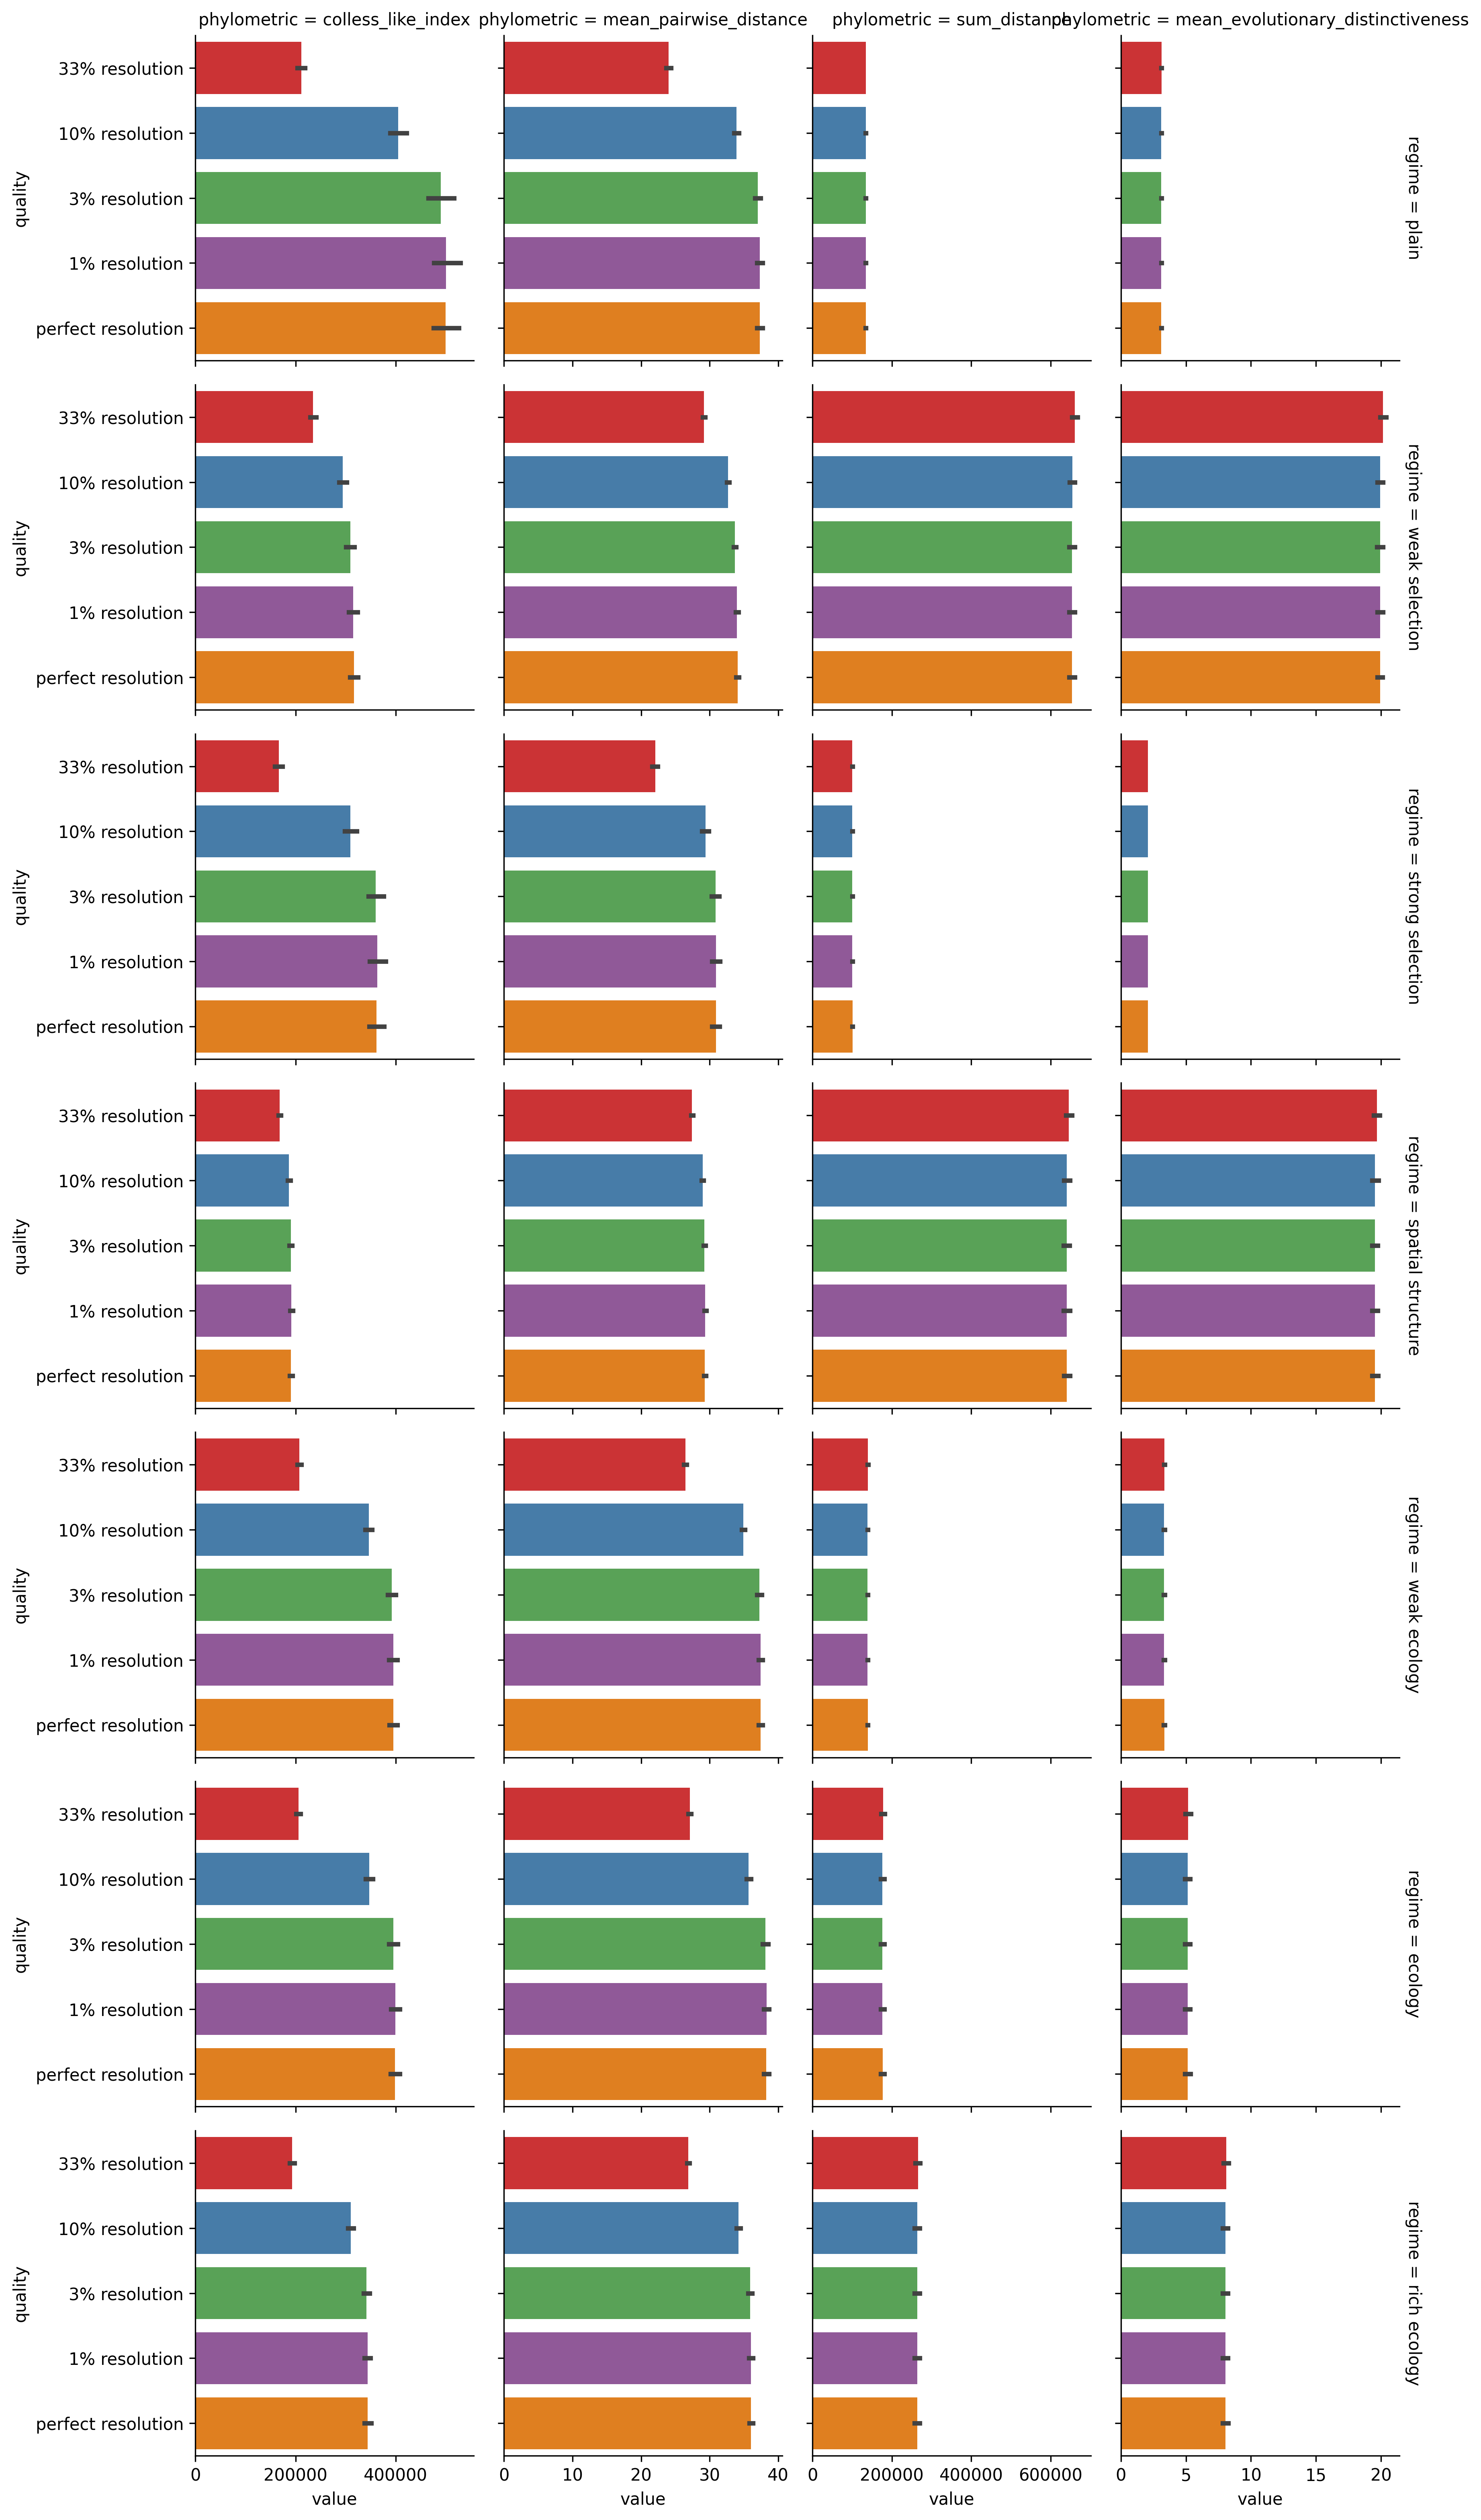 phylometric = colless_like_index
phylometric = mean_pairwise_distance
phylometric = sum_distance
phylometric = mean_evolutionary_distinctiveness
quality
33% resolution
10% resolution
3% resolution
1% resolution
perfect resolution
regime = plain
quality
33% resolution
10% resolution
3% resolution
1% resolution
perfect resolution
regime = weak selection
quality
33% resolution
10% resolution
3% resolution
1% resolution
perfect resolution
regime = strong selection
quality
33% resolution
10% resolution
3% resolution
1% resolution
perfect resolution
regime = spatial structure
quality
33% resolution
10% resolution
3% resolution
1% resolution
perfect resolution
regime = weak ecology
quality
33% resolution
10% resolution
3% resolution
1% resolution
perfect resolution
regime = ecology
quality
33% resolution
10% resolution
3% resolution
1% resolution
perfect resolution
regime = rich ecology
0 200000 400000
0 10 20 30 40
0 200000 400000 600000
0 5 10 15 20
value
value
value
value